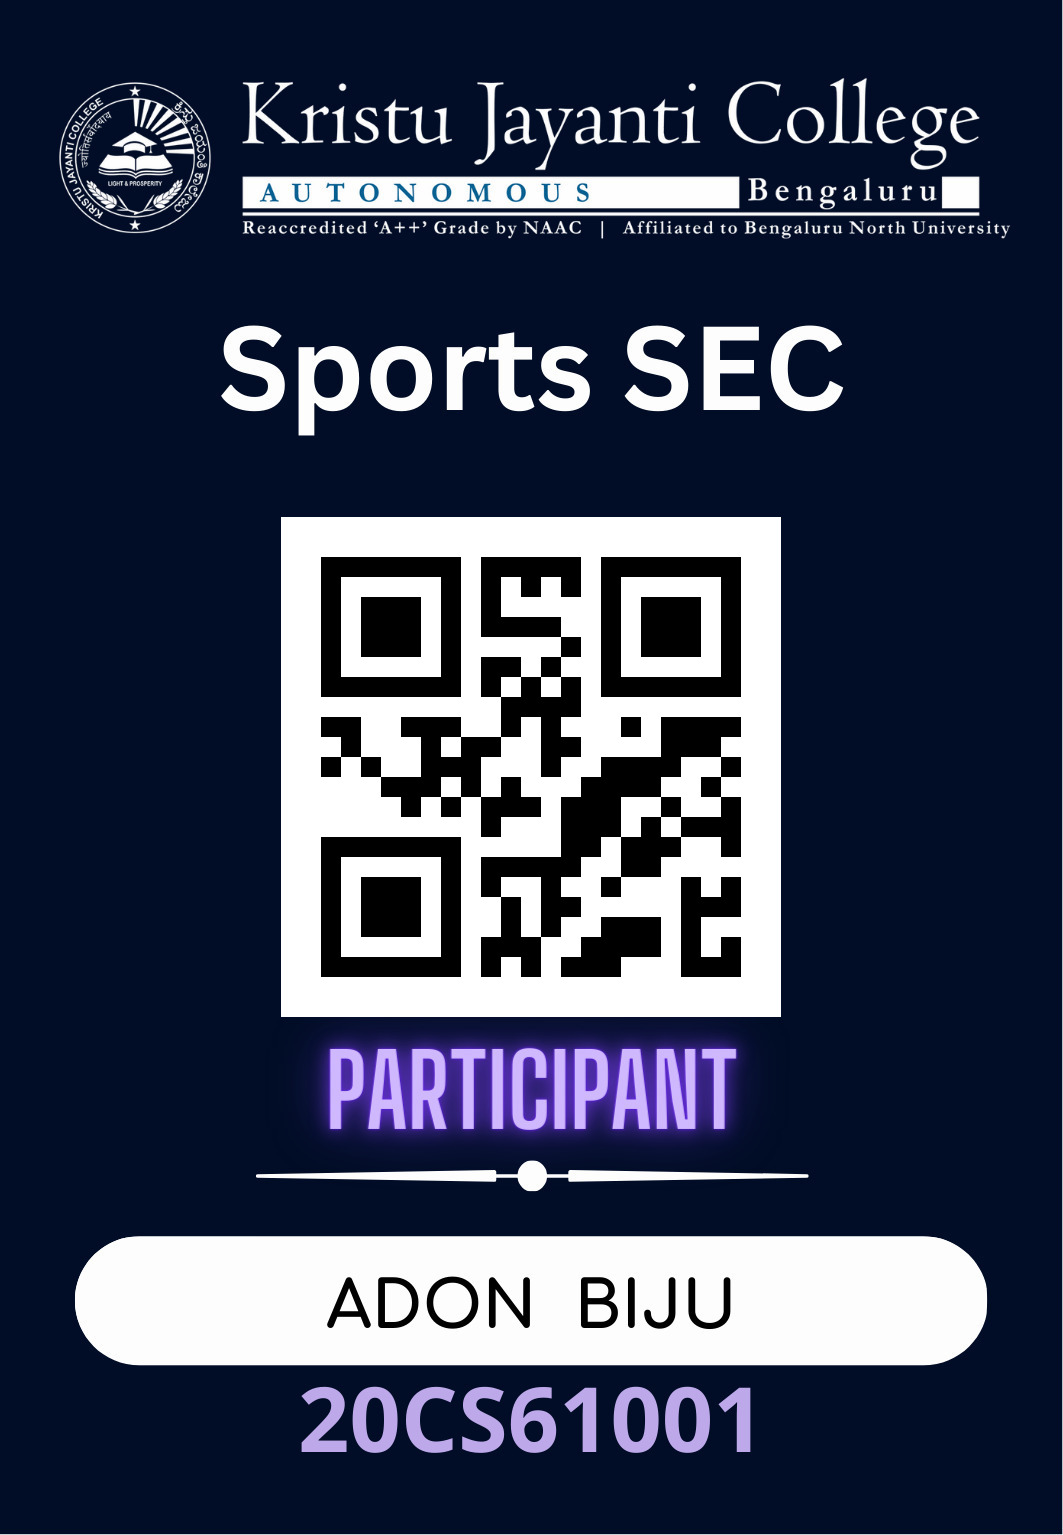 KRISTU JAYANTI COLLEGE
ज्योतिसंवादयाय
LIGHT & PROSPERITY
Kristu Jayanti College
AUTONOMOUS Bengaluru
Reaccredited ‘A++’ Grade by NAAC | Affiliated to Bengaluru North University
Sports SEC
PARTICIPANT
ADON BIJU
20CS61001